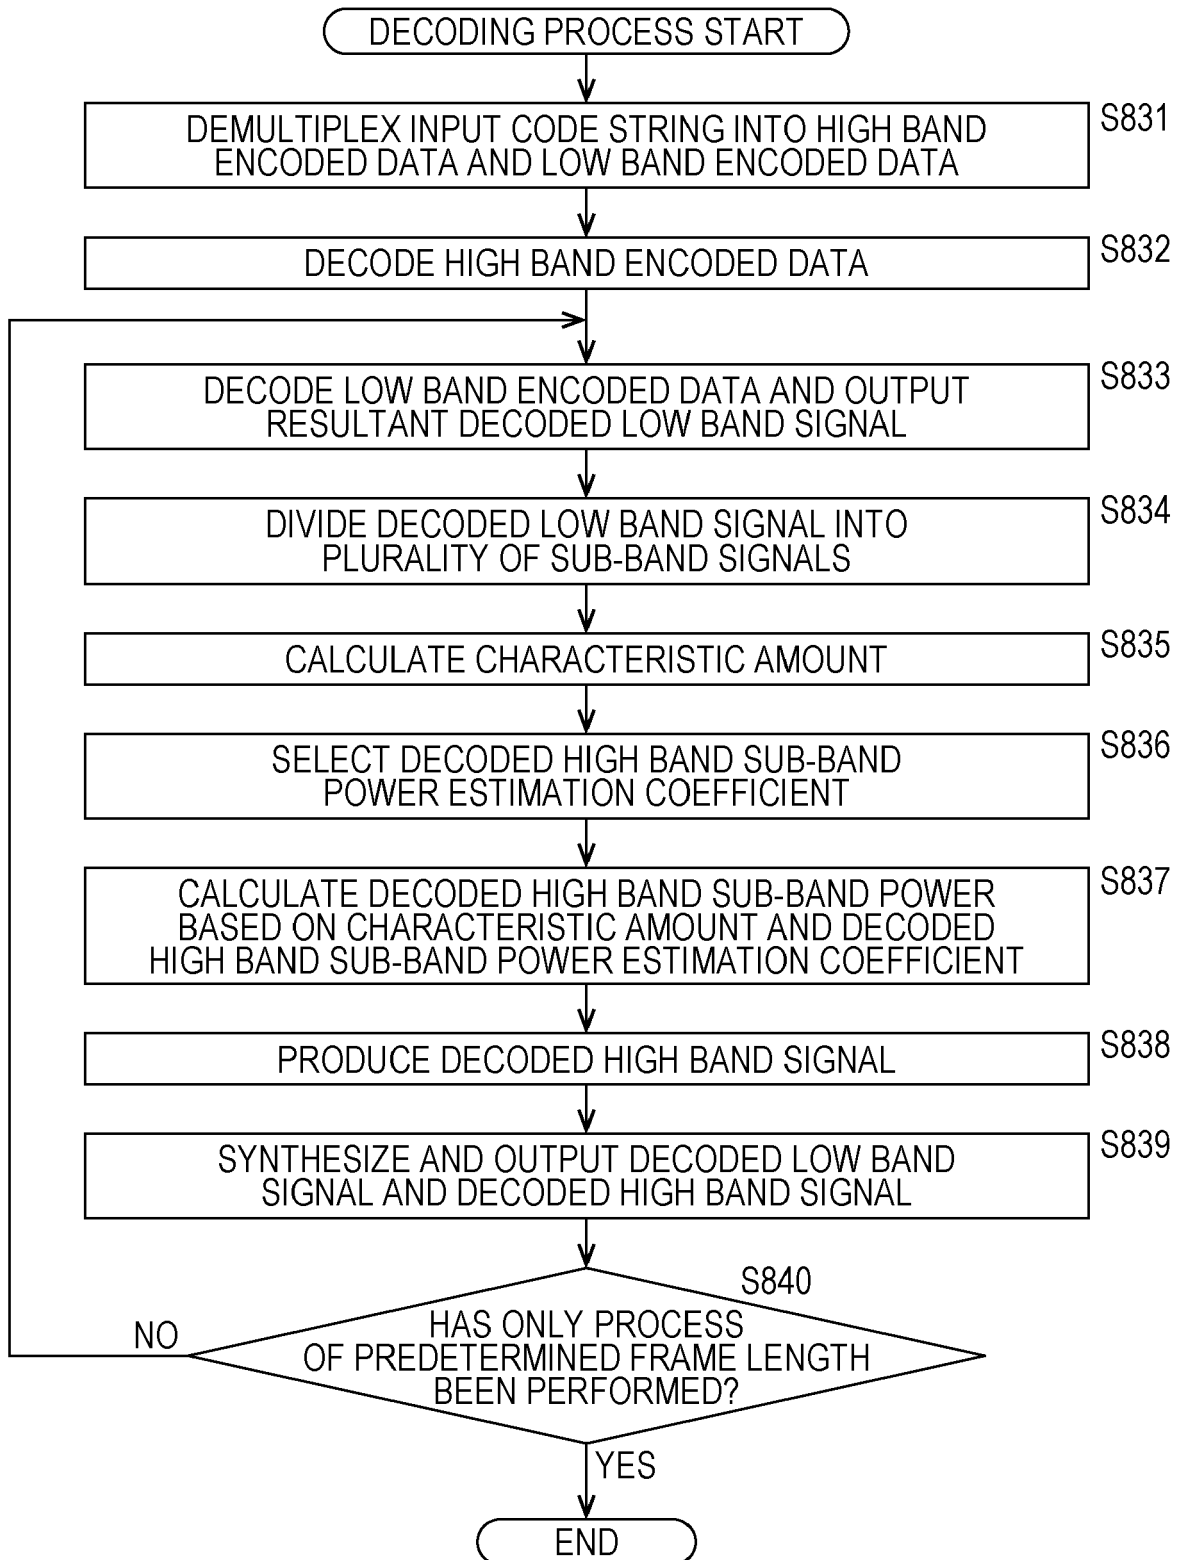 DECODING PROCESS START
S831
DEMULTIPLEX INPUT CODE STRING INTO HIGH BAND
ENCODED DATA AND LOW BAND ENCODED DATA
S832
DECODE HIGH BAND ENCODED DATA
S833
DECODE LOW BAND ENCODED DATA AND OUTPUT
RESULTANT DECODED LOW BAND SIGNAL
S834
DIVIDE DECODED LOW BAND SIGNAL INTO
PLURALITY OF SUB-BAND SIGNALS
S835
CALCULATE CHARACTERISTIC AMOUNT
S836
SELECT DECODED HIGH BAND SUB-BAND
POWER ESTIMATION COEFFICIENT
S837
CALCULATE DECODED HIGH BAND SUB-BAND POWER
BASED ON CHARACTERISTIC AMOUNT AND DECODED
HIGH BAND SUB-BAND POWER ESTIMATION COEFFICIENT
S838
PRODUCE DECODED HIGH BAND SIGNAL
S839
SYNTHESIZE AND OUTPUT DECODED LOW BAND
SIGNAL AND DECODED HIGH BAND SIGNAL
S840
NO
HAS ONLY PROCESS
OF PREDETERMINED FRAME LENGTH
BEEN PERFORMED?
YES
END